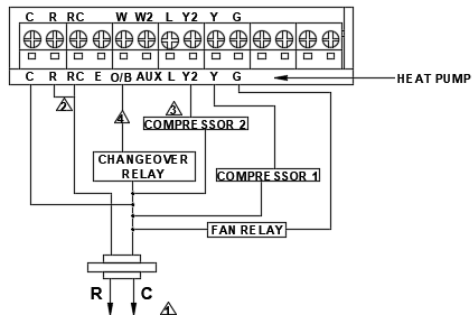 C R RC W W2 L Y2 Y G
C R RC E O/B AUX L Y2 Y G
HEAT PUMP
2
4
3
COMPRESSOR 2
CHANGEOVER
RELAY
COMPRESSOR 1
FAN RELAY
R C
1